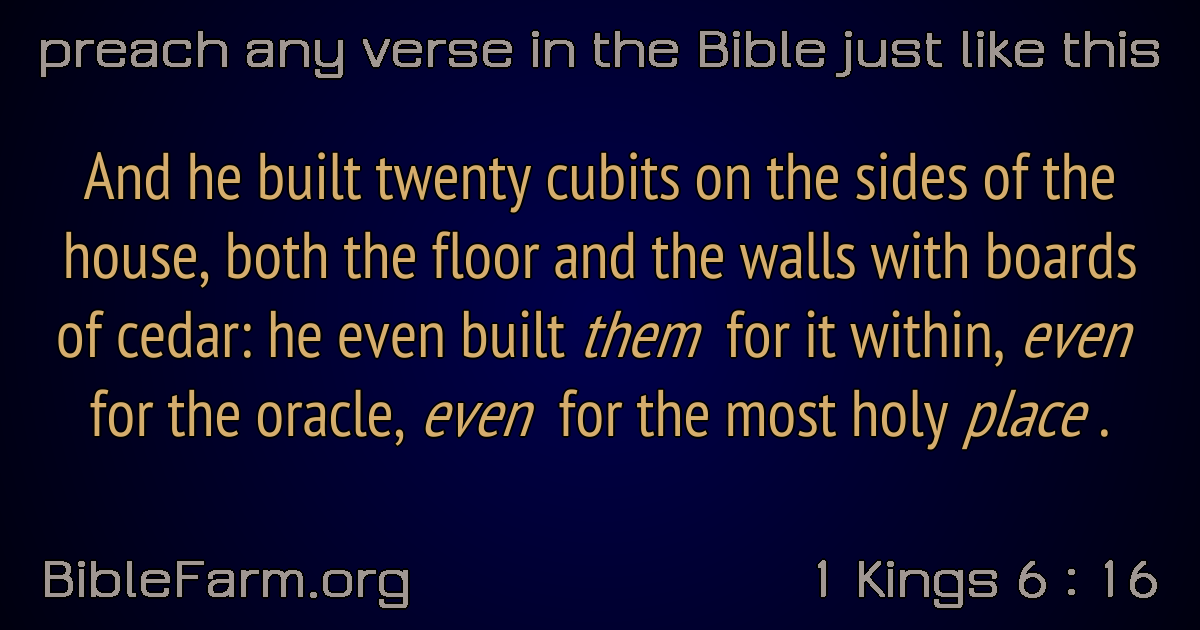 preach any verse in the Bible just like this
And he built twenty cubits on the sides of the
house, both the floor and the walls with boards
of cedar: he even built them for it within, even
for the oracle, even for the most holy place .
BibleFarm.org
1 Kings 6 : 16